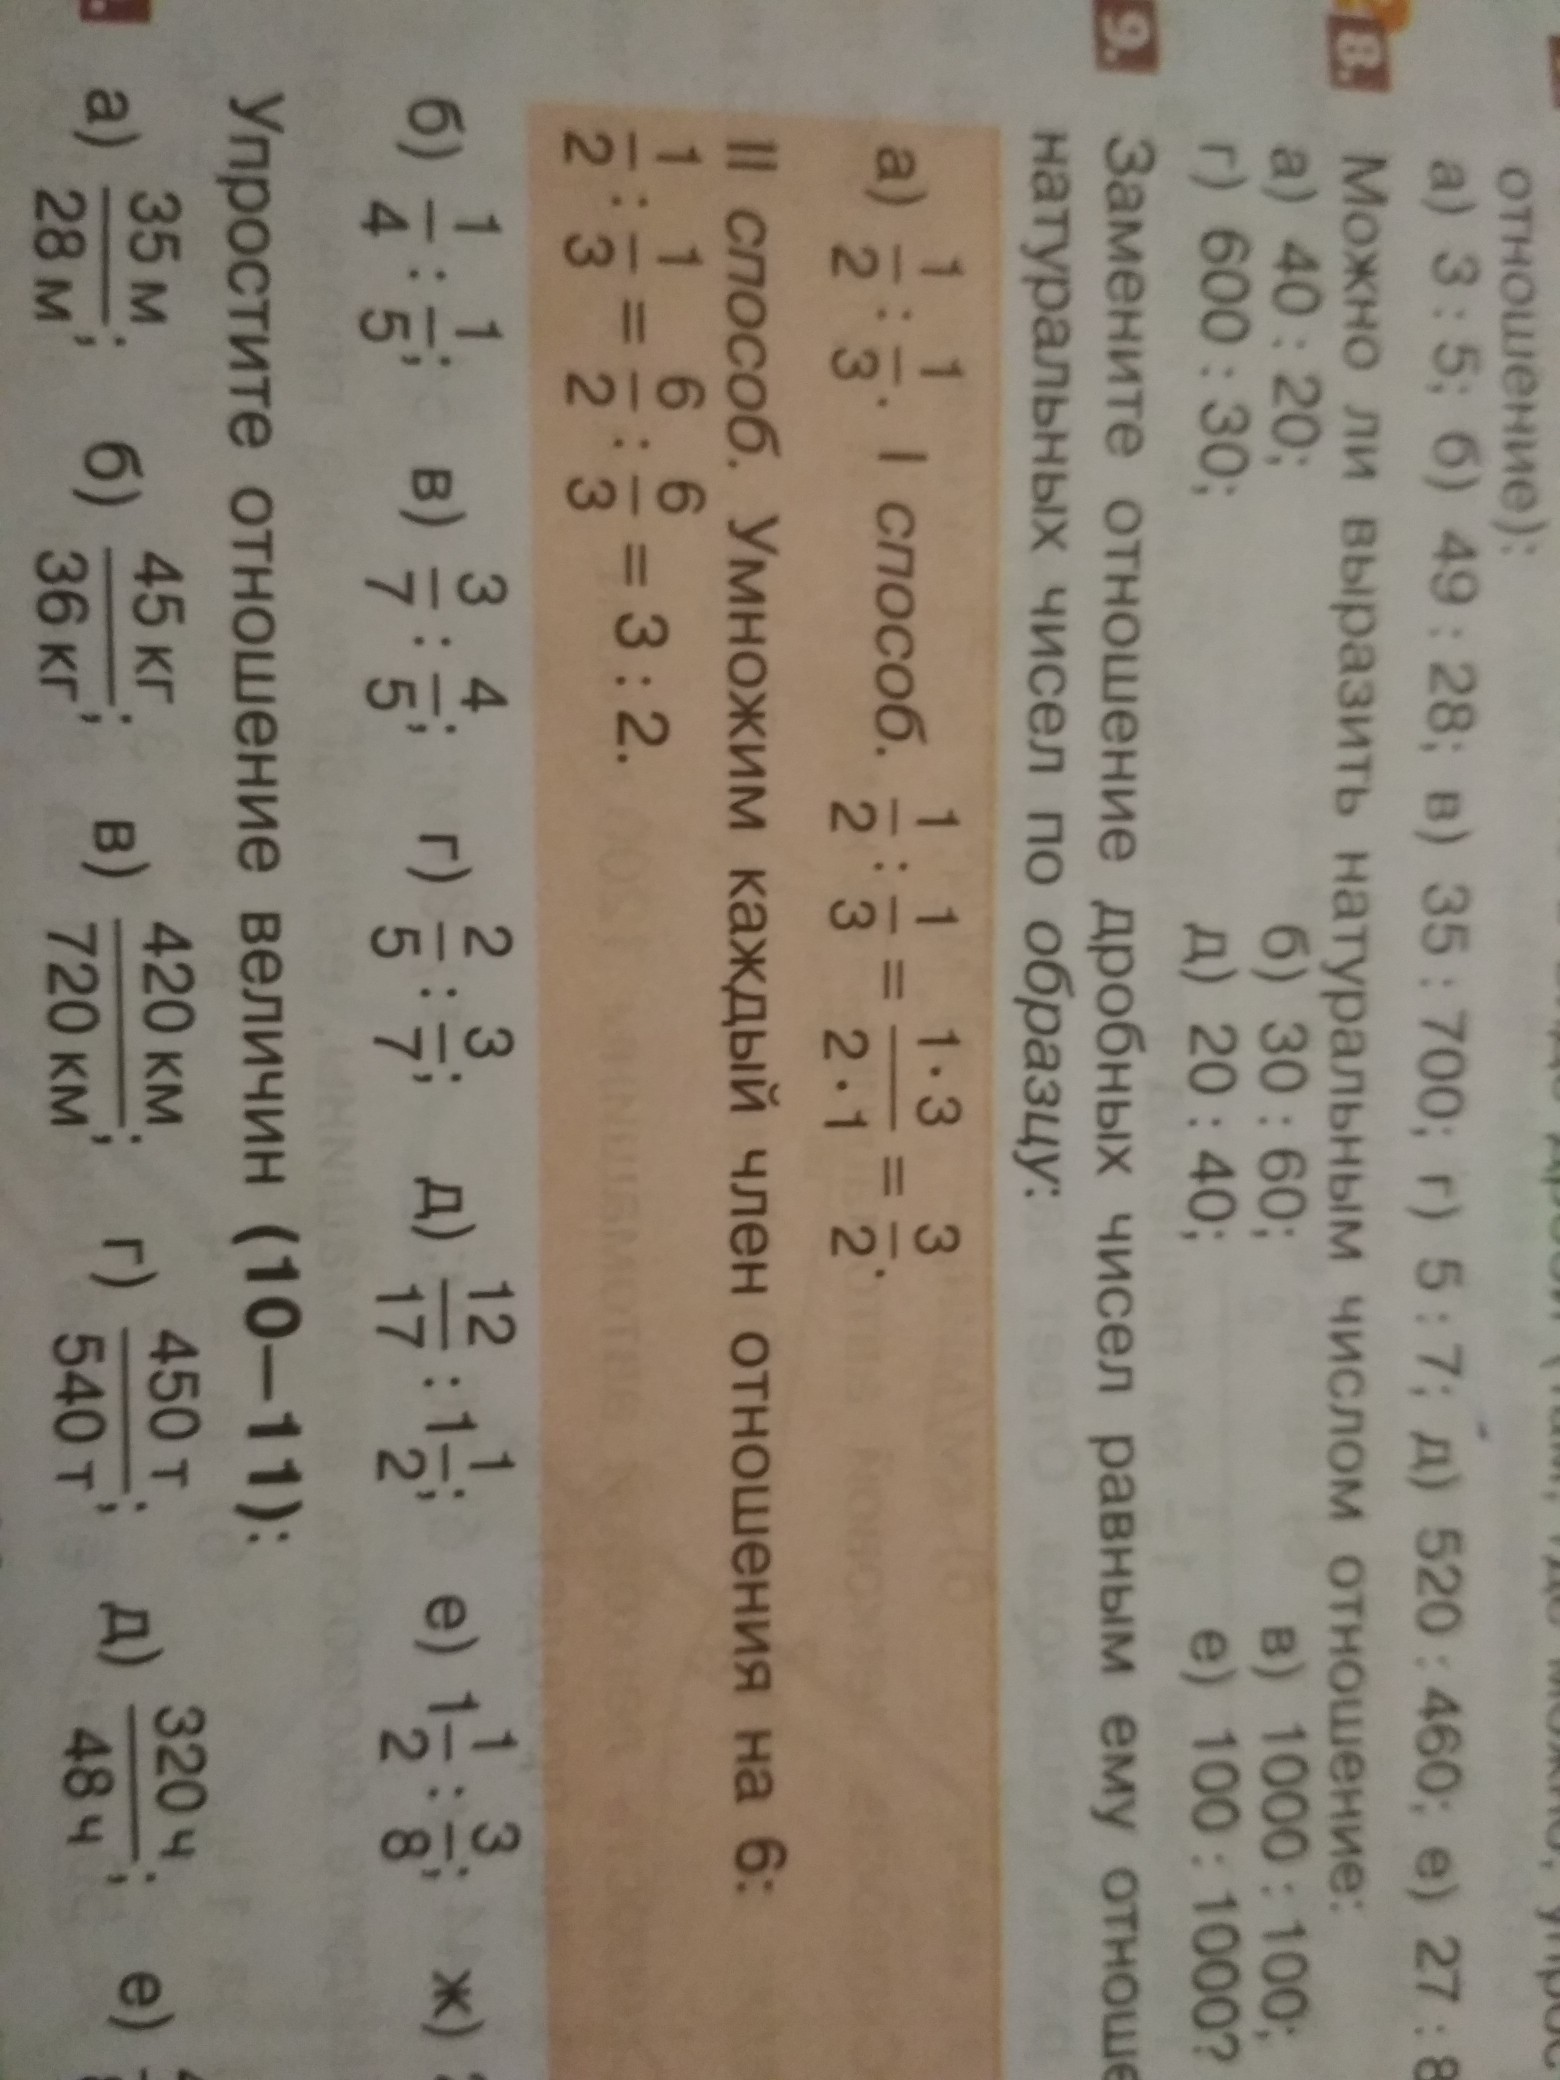 отношение):
а) 3 : 5; б) 49 : 28; в) 35 : 700; г) 5 : 7; д) 520 : 460; е) 27 : 8
8. Можно ли выразить натуральным числом отношение:
а) 40 : 20; б) 30 : 60; в) 1000 : 100;
г) 600 : 30; д) 20 : 40; е) 100 : 1000?
9. Замените отношение дробных чисел равным ему отноше
натуральных чисел по образцу:
а) 1/2 : 1/3. I способ. 1/2 : 1/3 = 1·3/2·1 = 3/2.
II способ. Умножим каждый член отношения на 6:
1/2 : 1/3 = 6/2 : 6/3 = 3 : 2.
б) 1/4 : 1/5; в) 3/7 : 4/5; г) 2/5 : 3/7; д) 12/17 : 1 1/2; е) 1 1/2 : 3/8; ж)
Упростите отношение величин (10–11):
а) 35 м/28 м; б) 45 кг/36 кг; в) 420 км/720 км; г) 450 т/540 т; д) 320 ч/48 ч; е)